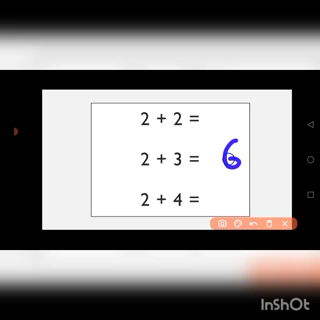 2 + 2 =
2 + 3 = 6
2 + 4 =
InShOt